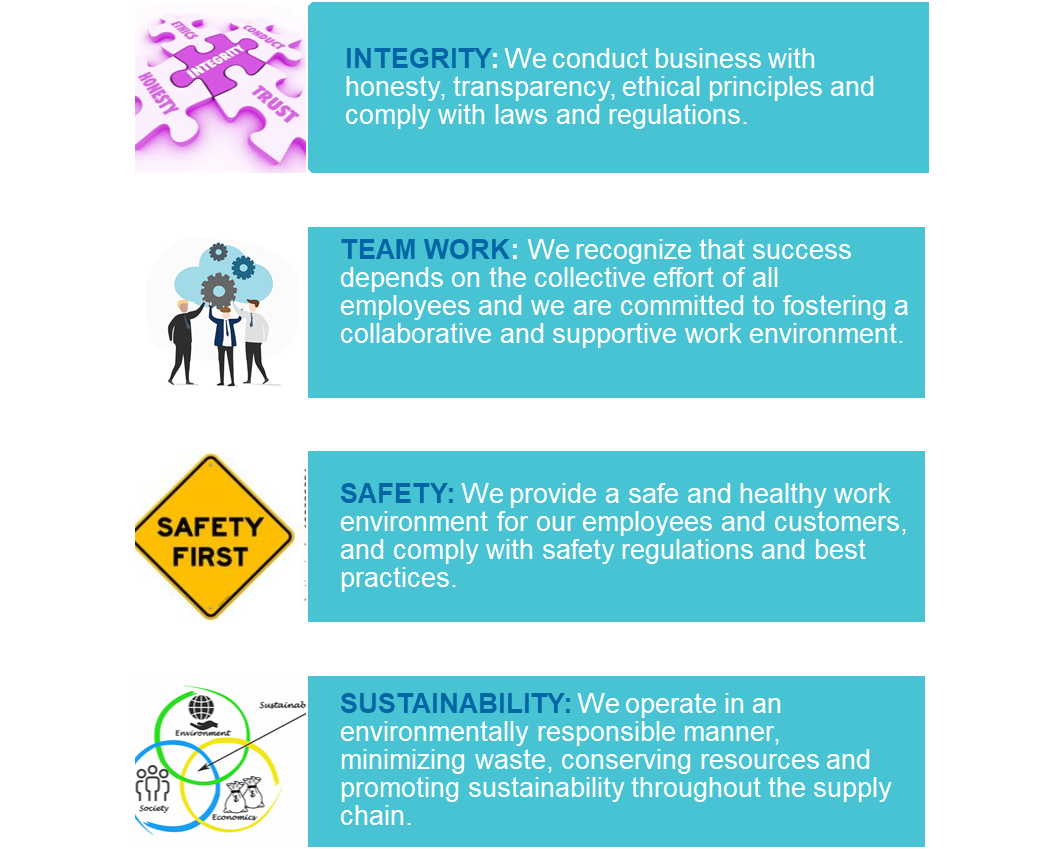 ETHICS
CONDUCT
INTEGRITY
HONESTY
TRUST
INTEGRITY: We conduct business with
honesty, transparency, ethical principles and
comply with laws and regulations.
TEAM WORK: We recognize that success
depends on the collective effort of all
employees and we are committed to fostering a
collaborative and supportive work environment.
SAFETY
FIRST
SAFETY: We provide a safe and healthy work
environment for our employees and customers,
and comply with safety regulations and best
practices.
Sustainab
Environment
Society
Economics
SUSTAINABILITY: We operate in an
environmentally responsible manner,
minimizing waste, conserving resources and
promoting sustainability throughout the supply
chain.